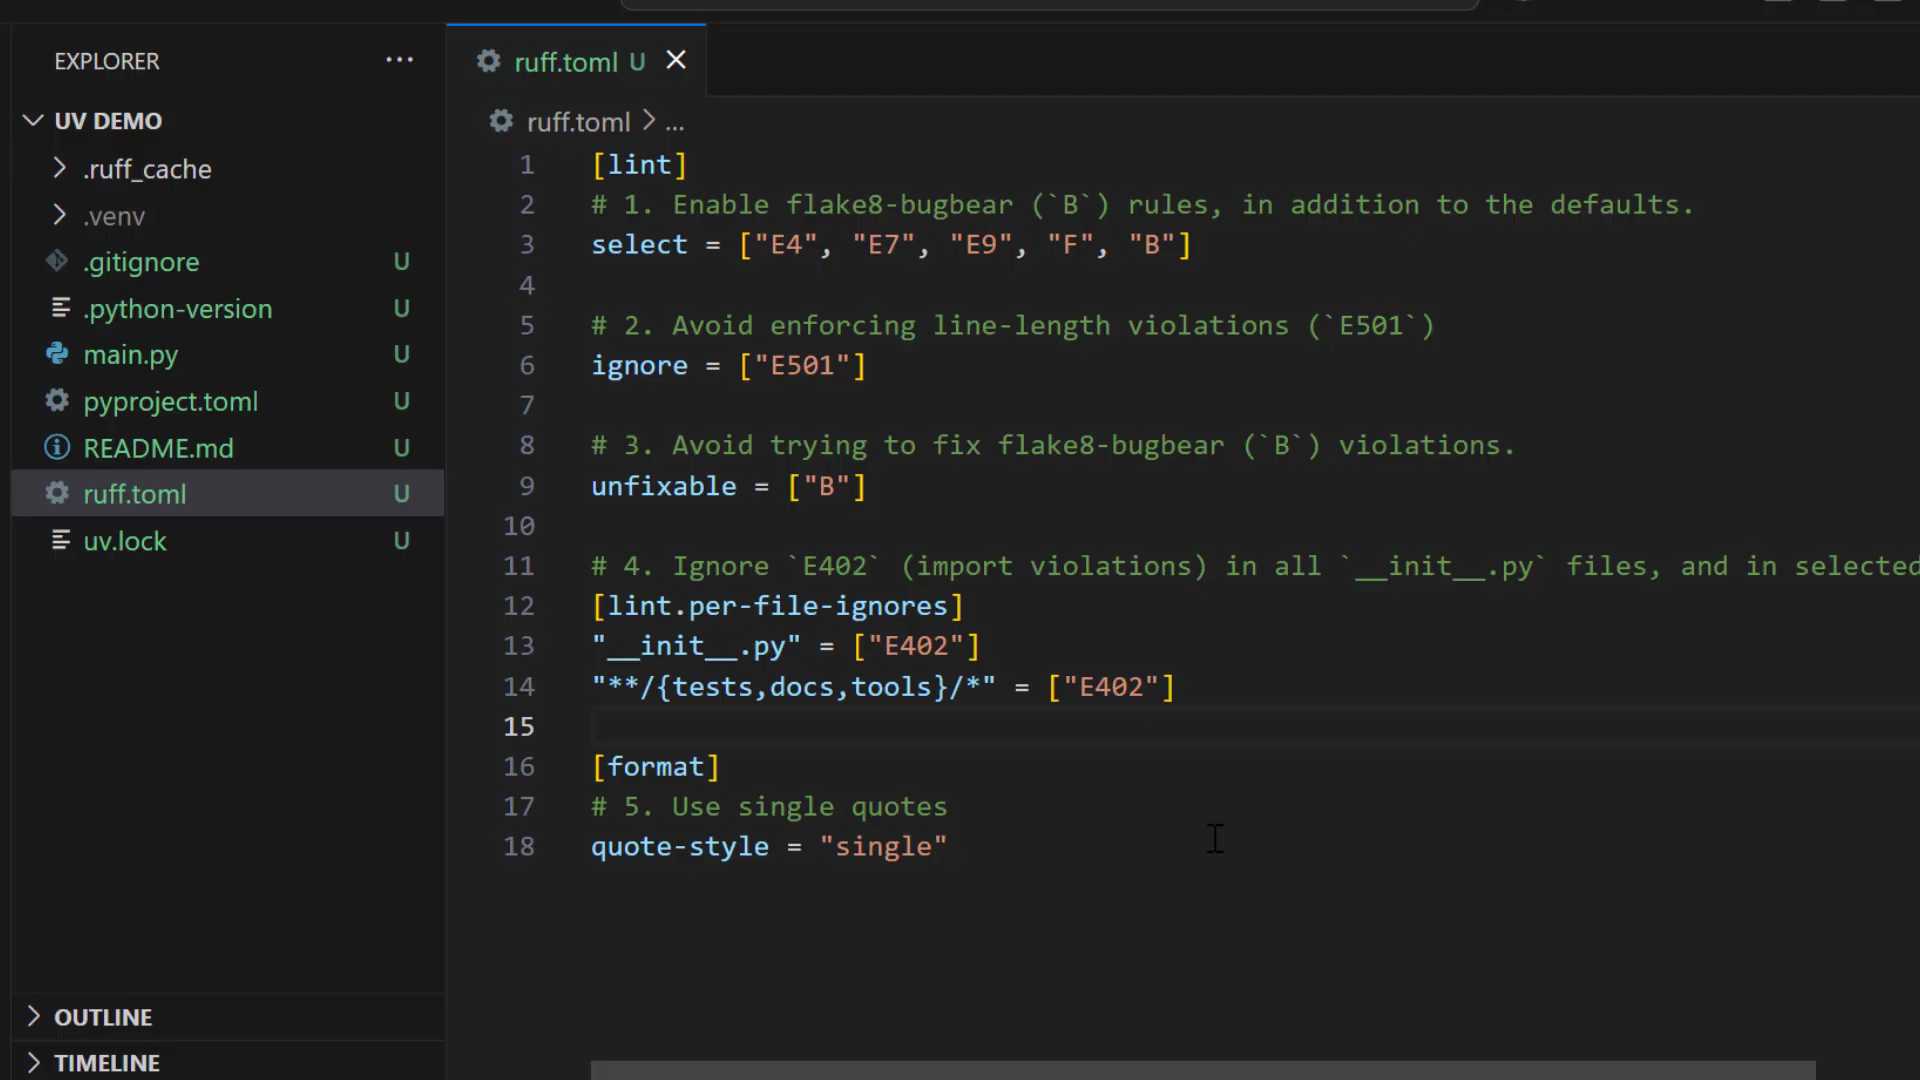 EXPLORER
···
UV DEMO
.ruff_cache
.venv
.gitignore U
.python-version U
main.py U
pyproject.toml U
README.md U
ruff.toml U
uv.lock U
OUTLINE
TIMELINE
ruff.toml U
ruff.toml > ...
1 [lint]
2 # 1. Enable flake8-bugbear (`B`) rules, in addition to the defaults.
3 select = ["E4", "E7", "E9", "F", "B"]
4
5 # 2. Avoid enforcing line-length violations (`E501`)
6 ignore = ["E501"]
7
8 # 3. Avoid trying to fix flake8-bugbear (`B`) violations.
9 unfixable = ["B"]
10
11 # 4. Ignore `E402` (import violations) in all `__init__.py` files, and in selected
12 [lint.per-file-ignores]
13 "__init__.py" = ["E402"]
14 "**/{tests,docs,tools}/*" = ["E402"]
15
16 [format]
17 # 5. Use single quotes
18 quote-style = "single"